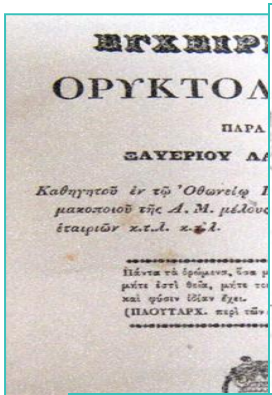 ΕΓΧΕΙΡΙ
ΟΡΥΚΤΟΛ
ΠΑΡΑ
ΞΑΥΕΡΙΟΥ ΛΑ
Καθηγητοῦ ἐν τῷ Ὀθωνείῳ
μακοποιοῦ τῆς Α. Μ. μέλους
ἑταιριῶν κ.τ.λ. κ.τ.λ.
Πάντα τὰ ὁρώμενα, ὅσα μ
μήτε ἐστὶ θεῖα, μήτε
καὶ φύσιν ἰδίαν ἔχει.
(ΠΛΟΥΤΑΡΧ. περὶ τῶν